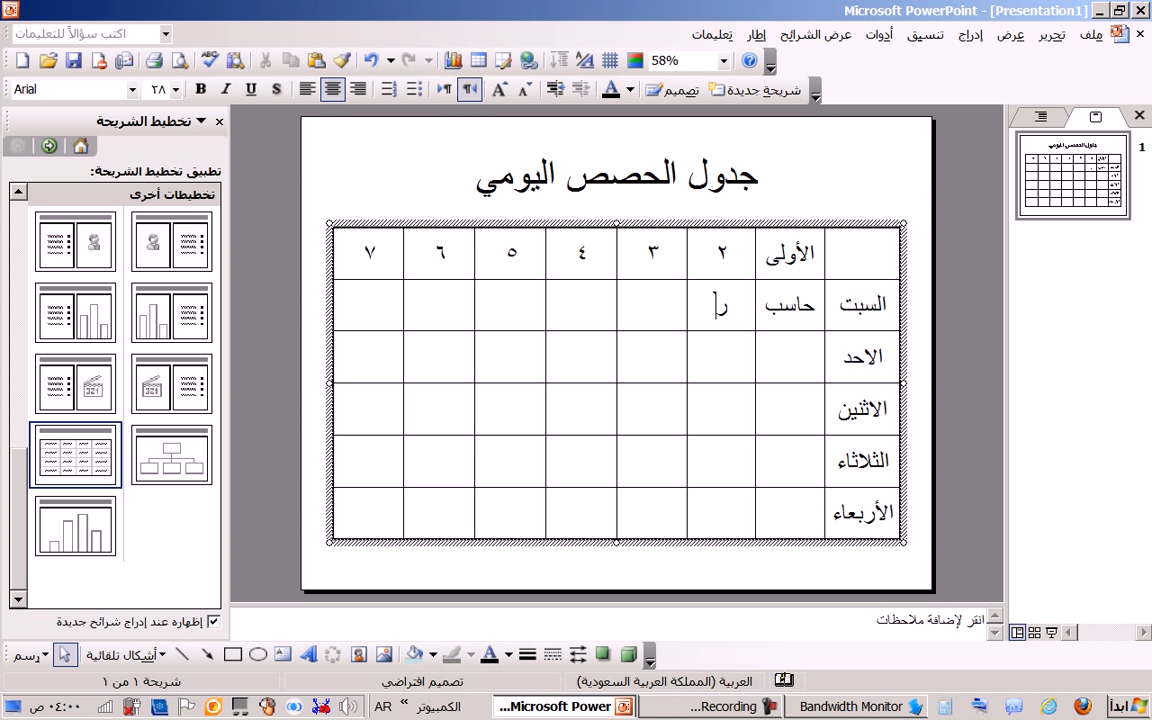 Microsoft PowerPoint - [Presentation1]
ملف تحرير عرض إدراج تنسيق أدوات عرض الشرائح إطار تعليمات
اكتب سؤالاً للتعليمات
58%
Arial
٢٨
B I U S
A
تصميم
شريحة جديدة
تخطيط الشريحة
تطبيق تخطيط الشريحة:
تخطيطات أخرى
إظهاره عند إدراج شرائح جديدة
1
جدول الحصص اليومي
الأولى ٢ ٣ ٤ ٥ ٦ ٧
السبت حاسب ر
الاحد
الاثنين
الثلاثاء
الأربعاء
انقر لإضافة ملاحظات
رسم
أشكال تلقائية
شريحة ١ من ١
تصميم افتراضي
العربية (المملكة العربية السعودية)
ابدأ
Bandwidth Monitor
Recording...
Microsoft Power...
الكمبيوتر
AR
٠٤:٠٠ ص